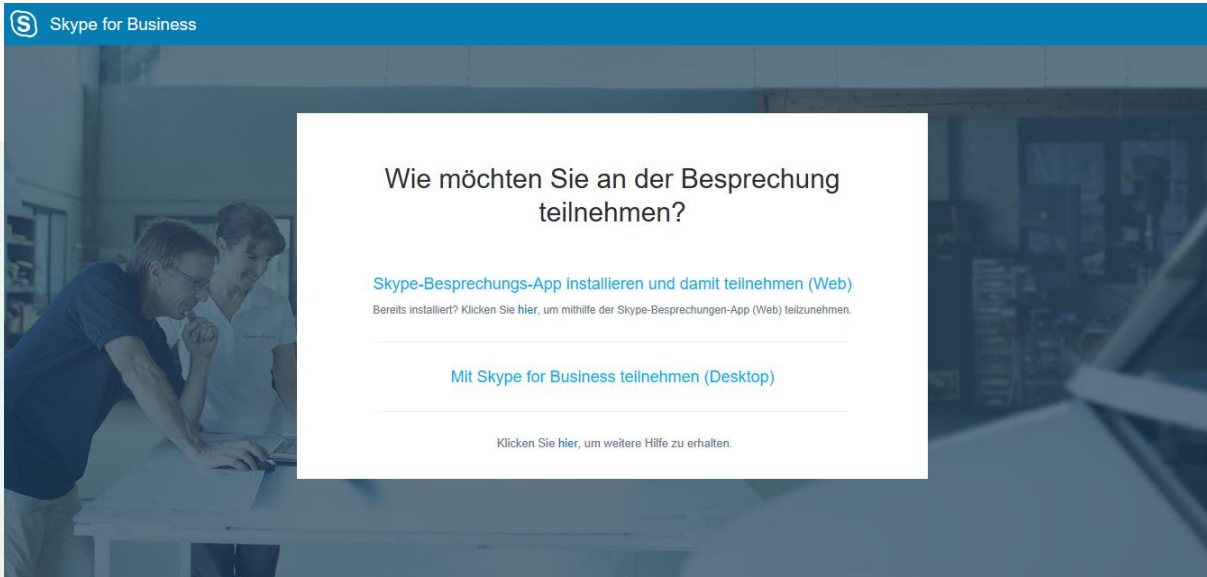 Skype for Business
Wie möchten Sie an der Besprechung
teilnehmen?
Skype-Besprechungs-App installieren und damit teilnehmen (Web)
Bereits installiert? Klicken Sie hier, um mithilfe der Skype-Besprechungen-App (Web) teilzunehmen.
Mit Skype for Business teilnehmen (Desktop)
Klicken Sie hier, um weitere Hilfe zu erhalten.